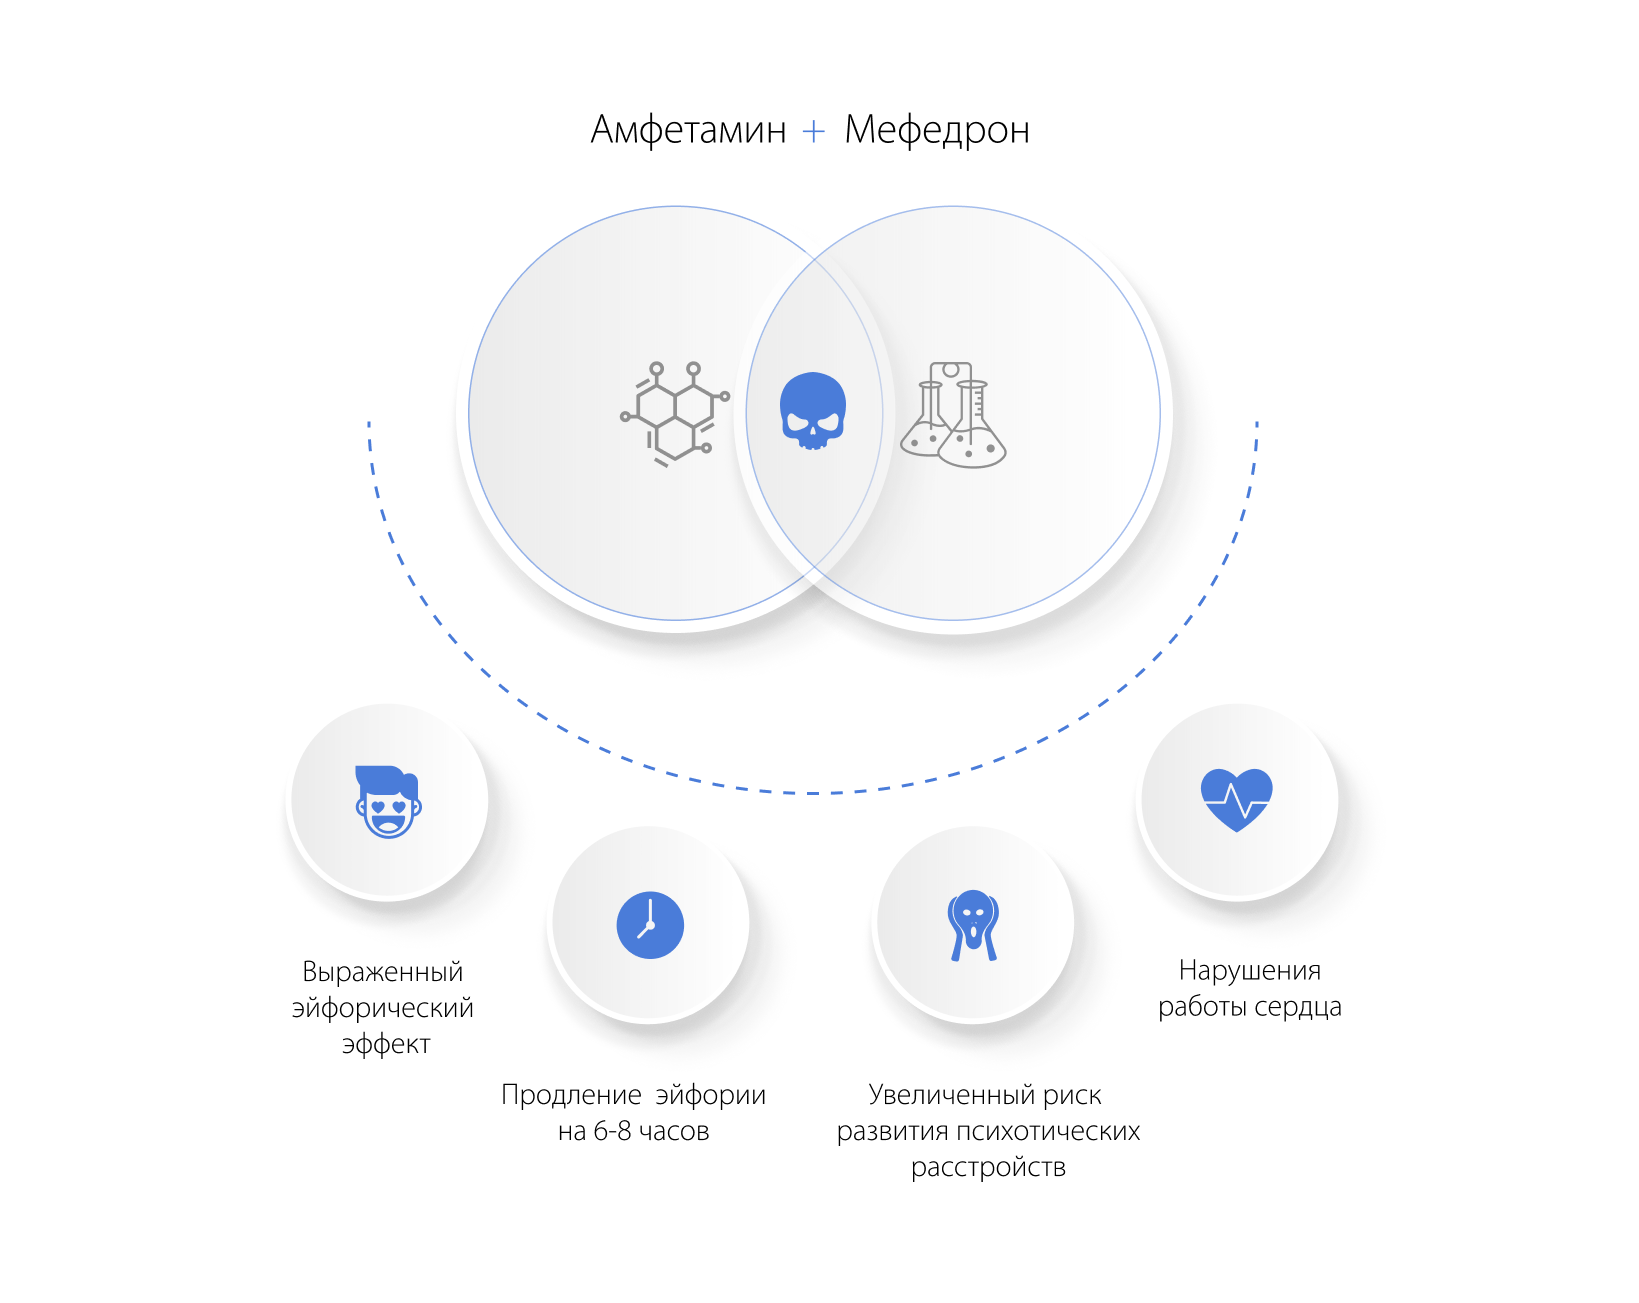 Амфетамин + Мефедрон
Выраженный
эйфорический
эффект
Продление эйфории
на 6-8 часов
Увеличенный риск
развития психотических
расстройств
Нарушения
работы сердца